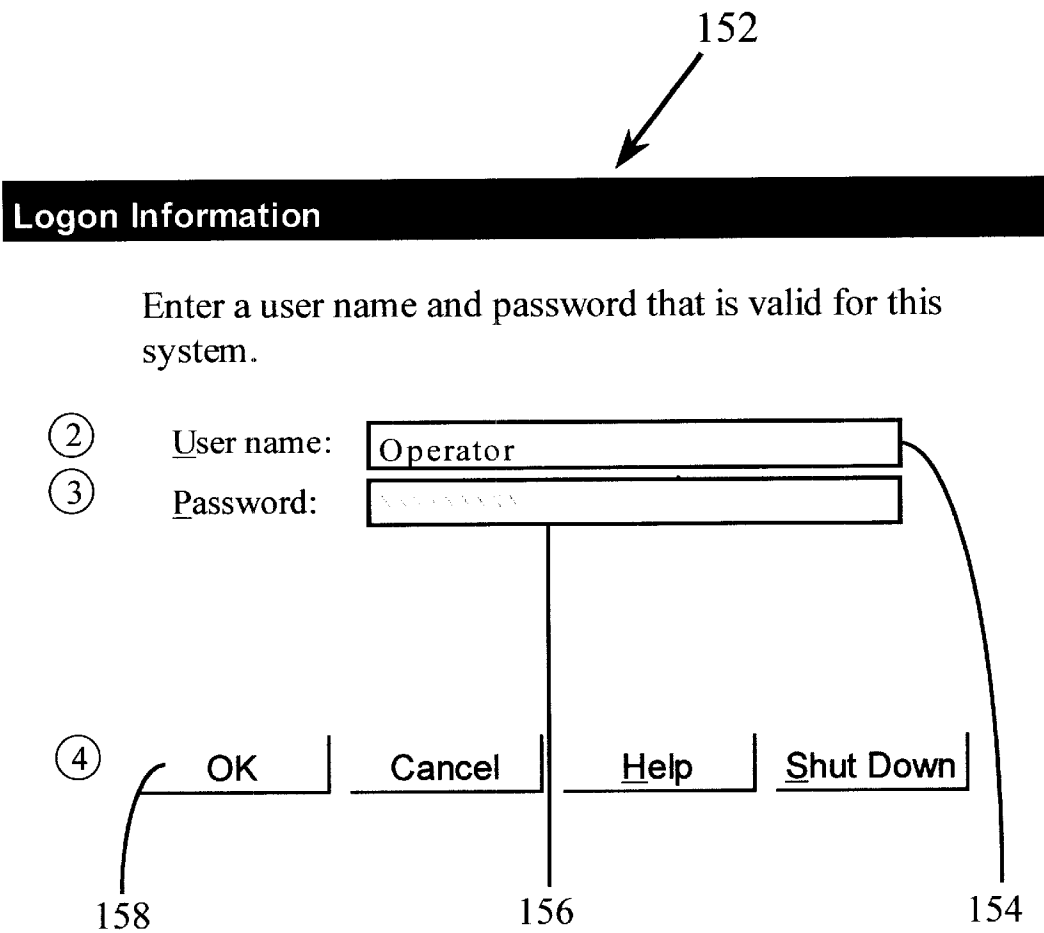 152
Logon Information
Enter a user name and password that is valid for this
system.
2 User name: Operator
3 Password:
4 OK Cancel Help Shut Down
158 156 154